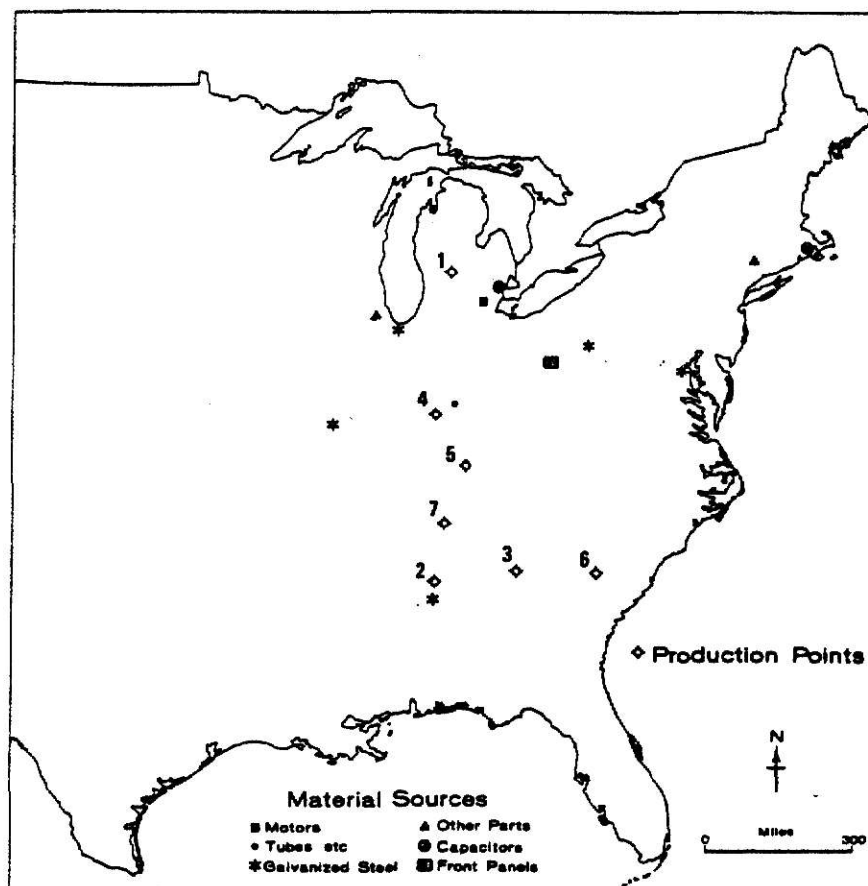 1
4
5
7
2
3
6
Production Points
N
Material Sources
Motors
Other Parts
Miles
0
300
Tubes etc
Capacitors
Galvanized Steel
Front Panels